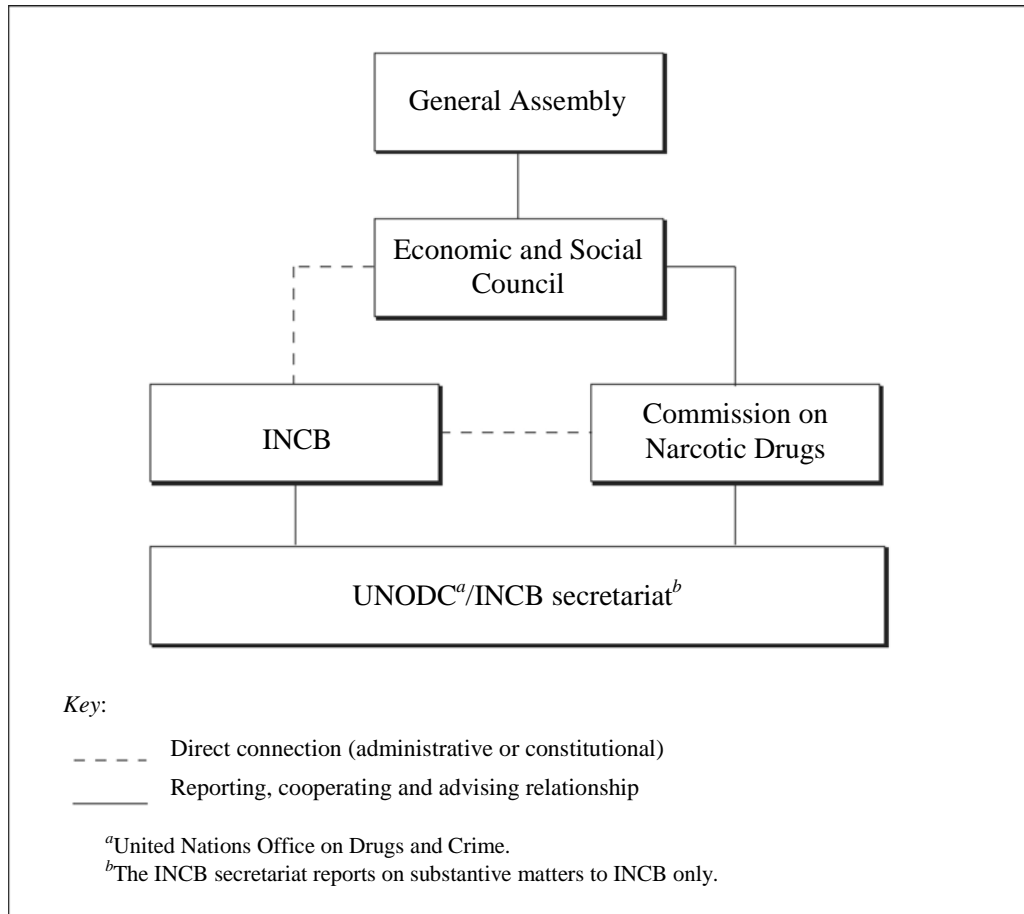 General Assembly
Economic and Social
Council
INCB
Commission on
Narcotic Drugs
UNODCa/INCB secretariatb
Key:
Direct connection (administrative or constitutional)
Reporting, cooperating and advising relationship
aUnited Nations Office on Drugs and Crime.
bThe INCB secretariat reports on substantive matters to INCB only.